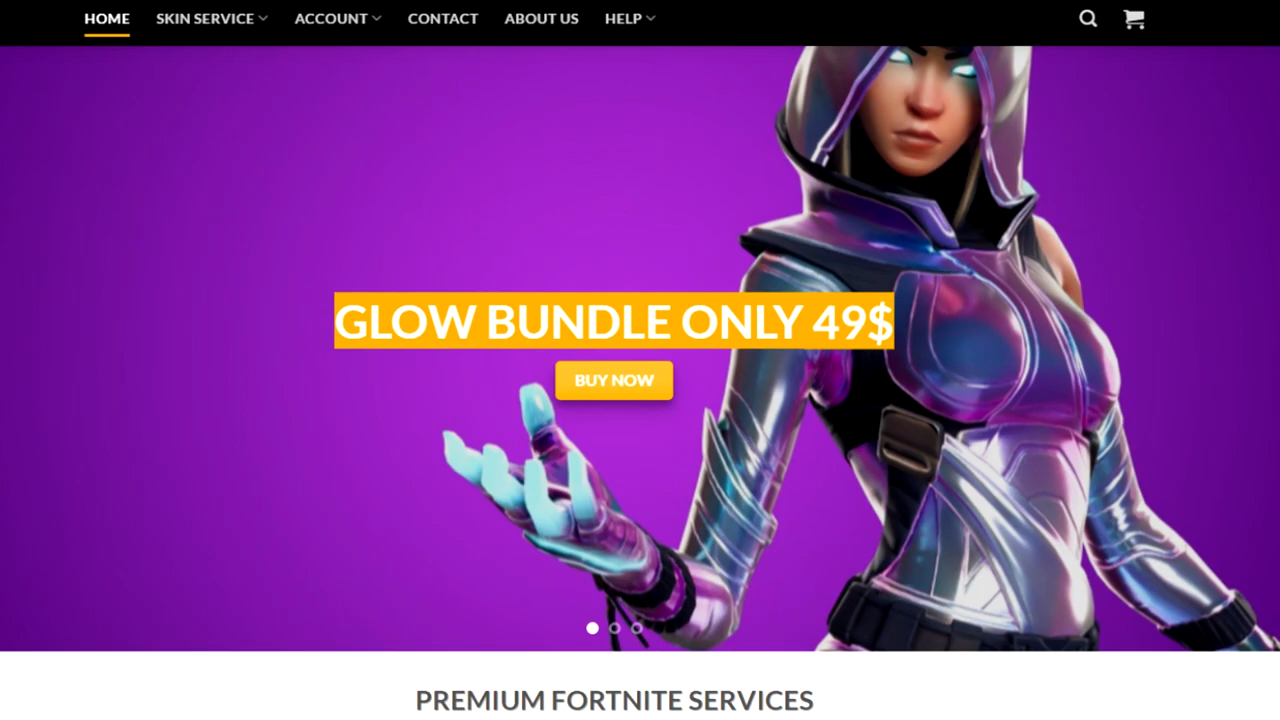 HOME SKIN SERVICE ACCOUNT CONTACT ABOUT US HELP
GLOW BUNDLE ONLY 49$
BUY NOW
PREMIUM FORTNITE SERVICES